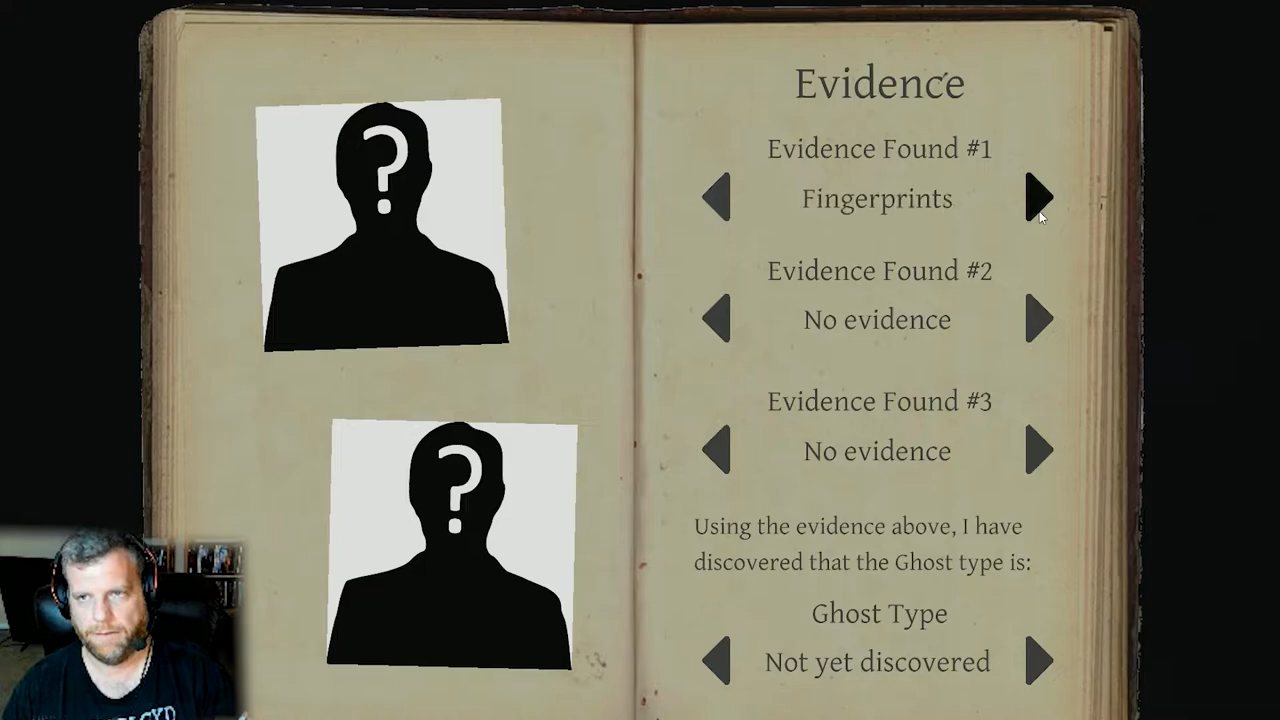 Evidence
Evidence Found #1
Fingerprints
Evidence Found #2
No evidence
Evidence Found #3
No evidence
Using the evidence above, I have
discovered that the Ghost type is:
Ghost Type
Not yet discovered
?
?